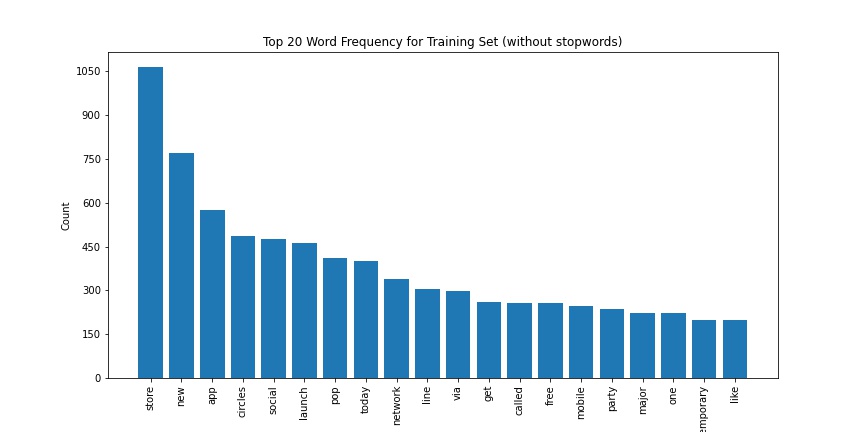 Top 20 Word Frequency for Training Set (without stopwords)
1050
900
750
600
450
300
150
0
Count
store
new
app
circles
social
launch
pop
today
network
line
via
get
called
free
mobile
party
major
one
emporary
like